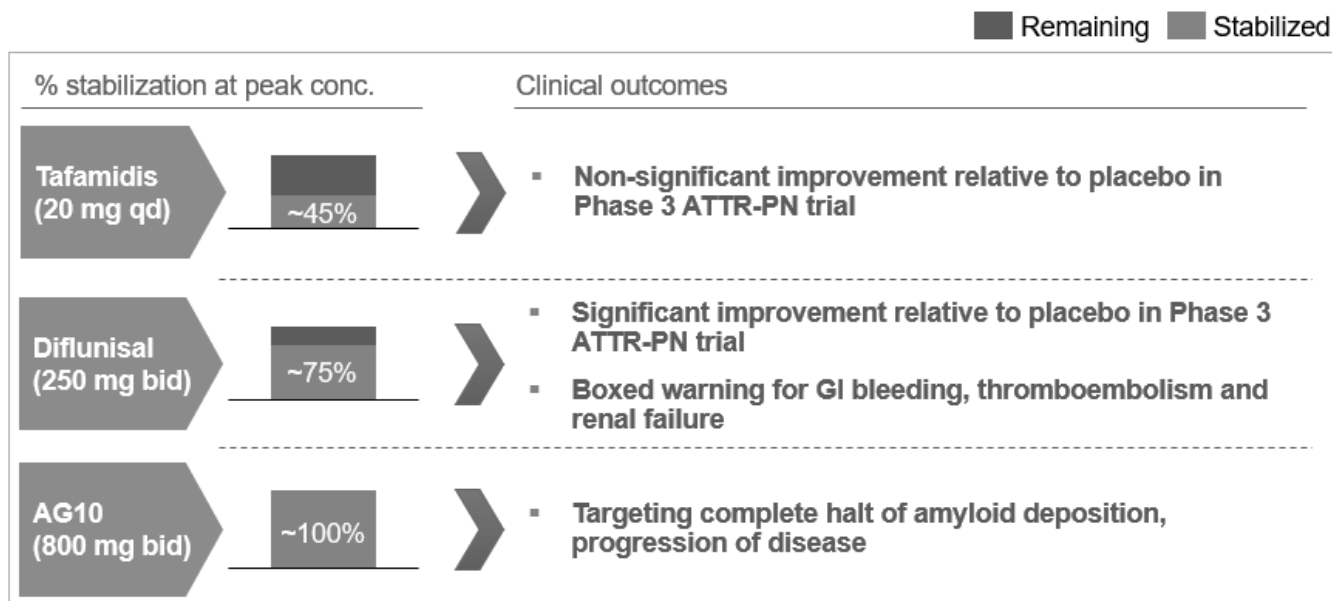 Remaining Stabilized
% stabilization at peak conc.
Clinical outcomes
Tafamidis
(20 mg qd)
~45%
▪ Non-significant improvement relative to placebo in
Phase 3 ATTR-PN trial
Diflunisal
(250 mg bid)
~75%
▪ Significant improvement relative to placebo in Phase 3
ATTR-PN trial
▪ Boxed warning for GI bleeding, thromboembolism and
renal failure
AG10
(800 mg bid)
~100%
▪ Targeting complete halt of amyloid deposition,
progression of disease